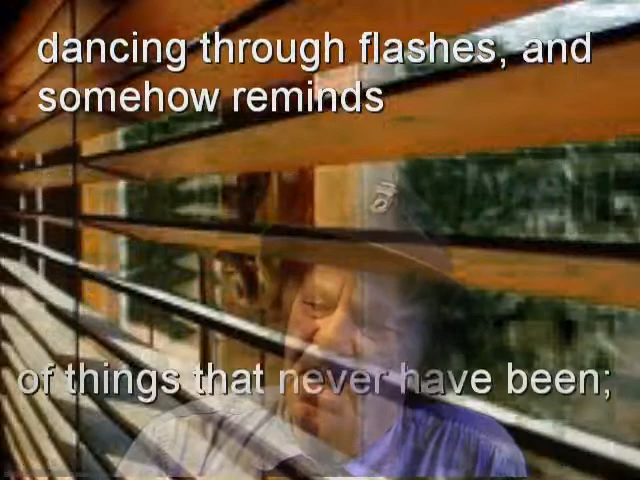 dancing through flashes, and
somehow reminds
of things that never have been;